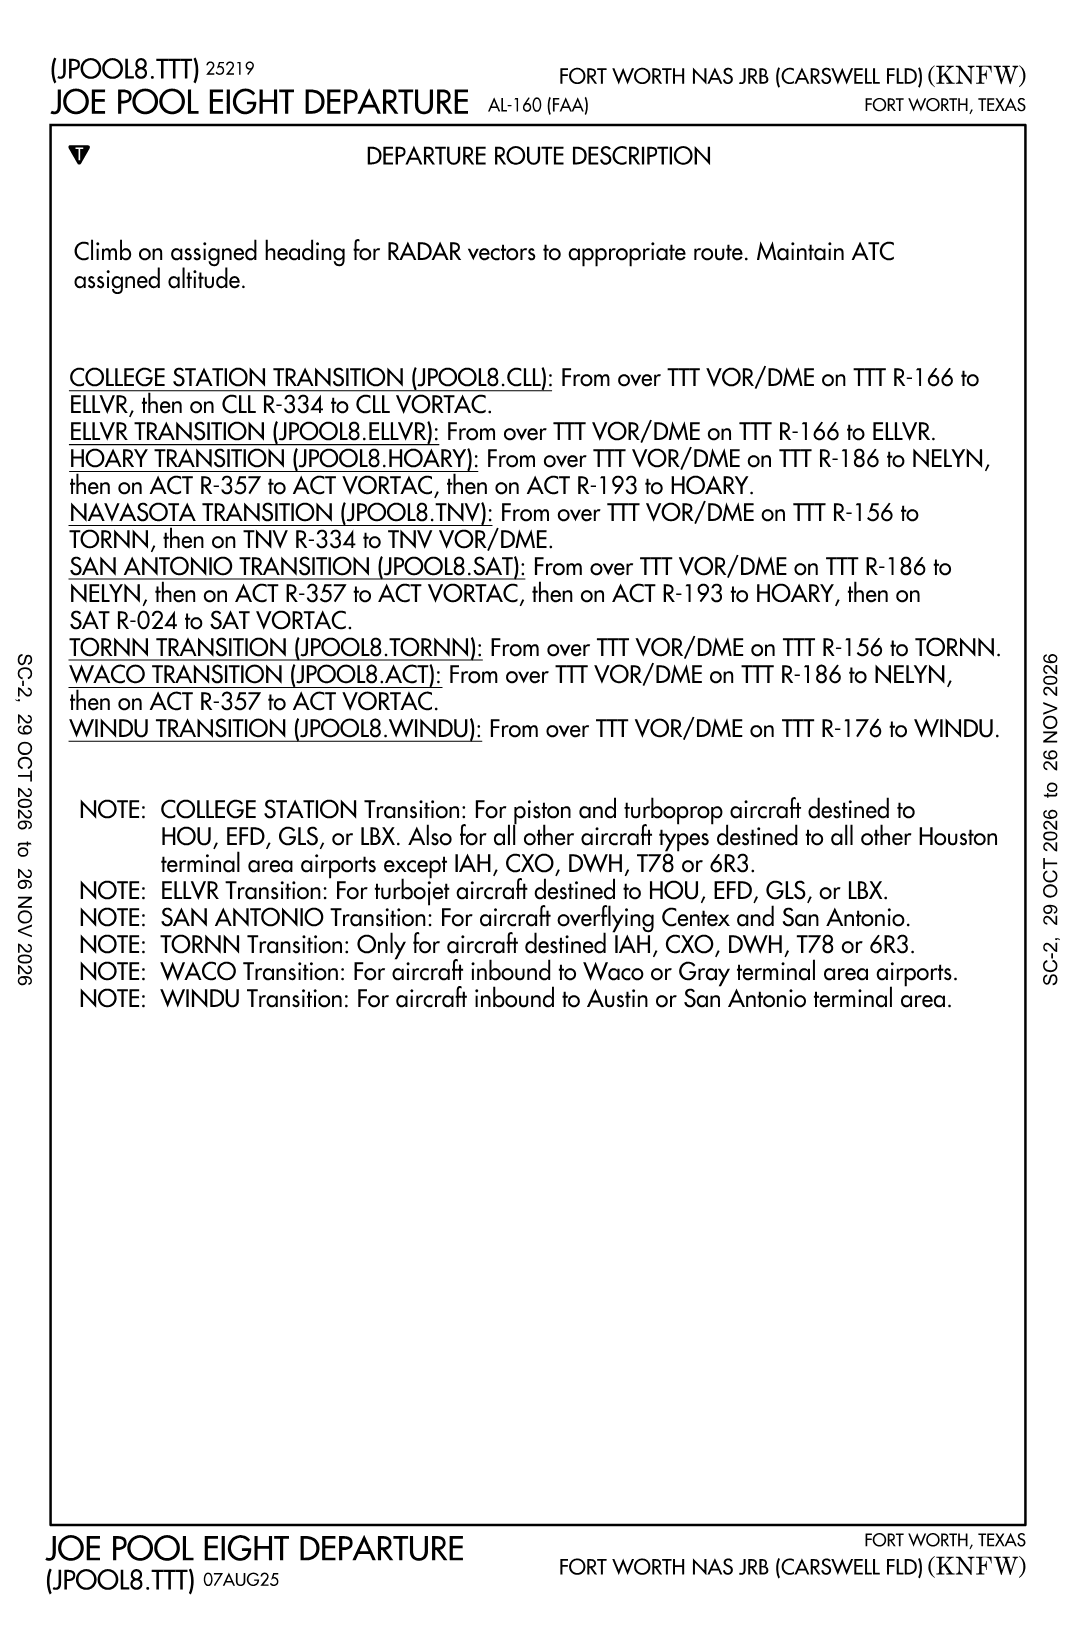 (JPOOL8.TTT) 25219
JOE POOL EIGHT DEPARTURE AL-160 (FAA)
FORT WORTH NAS JRB (CARSWELL FLD) (KNFW)
FORT WORTH, TEXAS
T
DEPARTURE ROUTE DESCRIPTION
Climb on assigned heading for RADAR vectors to appropriate route. Maintain ATC
assigned altitude.
COLLEGE STATION TRANSITION (JPOOL8.CLL): From over TTT VOR/DME on TTT R-166 to
ELLVR, then on CLL R-334 to CLL VORTAC.
ELLVR TRANSITION (JPOOL8.ELLVR): From over TTT VOR/DME on TTT R-166 to ELLVR.
HOARY TRANSITION (JPOOL8.HOARY): From over TTT VOR/DME on TTT R-186 to NELYN,
then on ACT R-357 to ACT VORTAC, then on ACT R-193 to HOARY.
NAVASOTA TRANSITION (JPOOL8.TNV): From over TTT VOR/DME on TTT R-156 to
TORNN, then on TNV R-334 to TNV VOR/DME.
SAN ANTONIO TRANSITION (JPOOL8.SAT): From over TTT VOR/DME on TTT R-186 to
NELYN, then on ACT R-357 to ACT VORTAC, then on ACT R-193 to HOARY, then on
SAT R-024 to SAT VORTAC.
TORNN TRANSITION (JPOOL8.TORNN): From over TTT VOR/DME on TTT R-156 to TORNN.
WACO TRANSITION (JPOOL8.ACT): From over TTT VOR/DME on TTT R-186 to NELYN,
then on ACT R-357 to ACT VORTAC.
WINDU TRANSITION (JPOOL8.WINDU): From over TTT VOR/DME on TTT R-176 to WINDU.
NOTE: COLLEGE STATION Transition: For piston and turboprop aircraft destined to
HOU, EFD, GLS, or LBX. Also for all other aircraft types destined to all other Houston
terminal area airports except IAH, CXO, DWH, T78 or 6R3.
NOTE: ELLVR Transition: For turbojet aircraft destined to HOU, EFD, GLS, or LBX.
NOTE: SAN ANTONIO Transition: For aircraft overflying Centex and San Antonio.
NOTE: TORNN Transition: Only for aircraft destined IAH, CXO, DWH, T78 or 6R3.
NOTE: WACO Transition: For aircraft inbound to Waco or Gray terminal area airports.
NOTE: WINDU Transition: For aircraft inbound to Austin or San Antonio terminal area.
SC-2, 29 OCT 2026 to 26 NOV 2026
SC-2, 29 OCT 2026 to 26 NOV 2026
JOE POOL EIGHT DEPARTURE
(JPOOL8.TTT) 07AUG25
FORT WORTH, TEXAS
FORT WORTH NAS JRB (CARSWELL FLD) (KNFW)